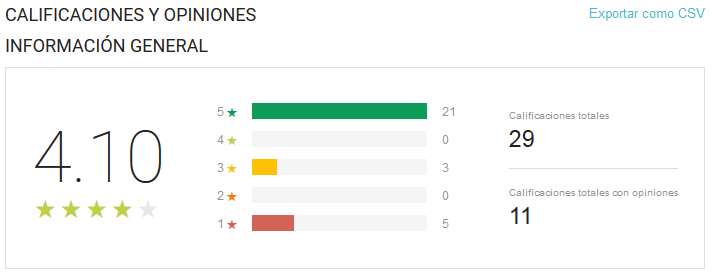 CALIFICACIONES Y OPINIONES
Exportar como CSV
INFORMACIÓN GENERAL
4.10
5 ★ 21
4 ★ 0
3 ★ 3
2 ★ 0
1 ★ 5
Calificaciones totales
29
Calificaciones totales con opiniones
11